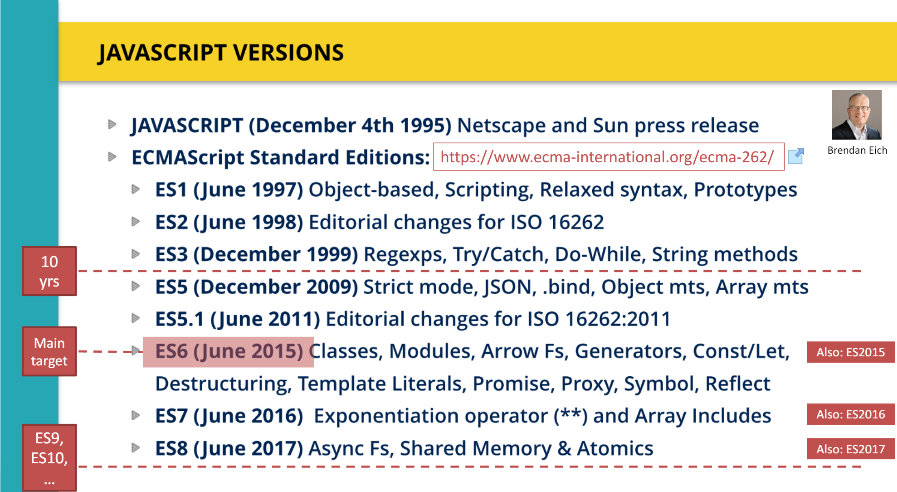 JAVASCRIPT VERSIONS
JAVASCRIPT (December 4th 1995) Netscape and Sun press release
Brendan Eich
ECMAScript Standard Editions: https://www.ecma-international.org/ecma-262/
ES1 (June 1997) Object-based, Scripting, Relaxed syntax, Prototypes
ES2 (June 1998) Editorial changes for ISO 16262
ES3 (December 1999) Regexps, Try/Catch, Do-While, String methods
10
yrs
ES5 (December 2009) Strict mode, JSON, .bind, Object mts, Array mts
ES5.1 (June 2011) Editorial changes for ISO 16262:2011
Main
target
ES6 (June 2015) Classes, Modules, Arrow Fs, Generators, Const/Let,
Also: ES2015
Destructuring, Template Literals, Promise, Proxy, Symbol, Reflect
ES7 (June 2016) Exponentiation operator (**) and Array Includes
Also: ES2016
ES8 (June 2017) Async Fs, Shared Memory & Atomics
Also: ES2017
ES9,
ES10,
...